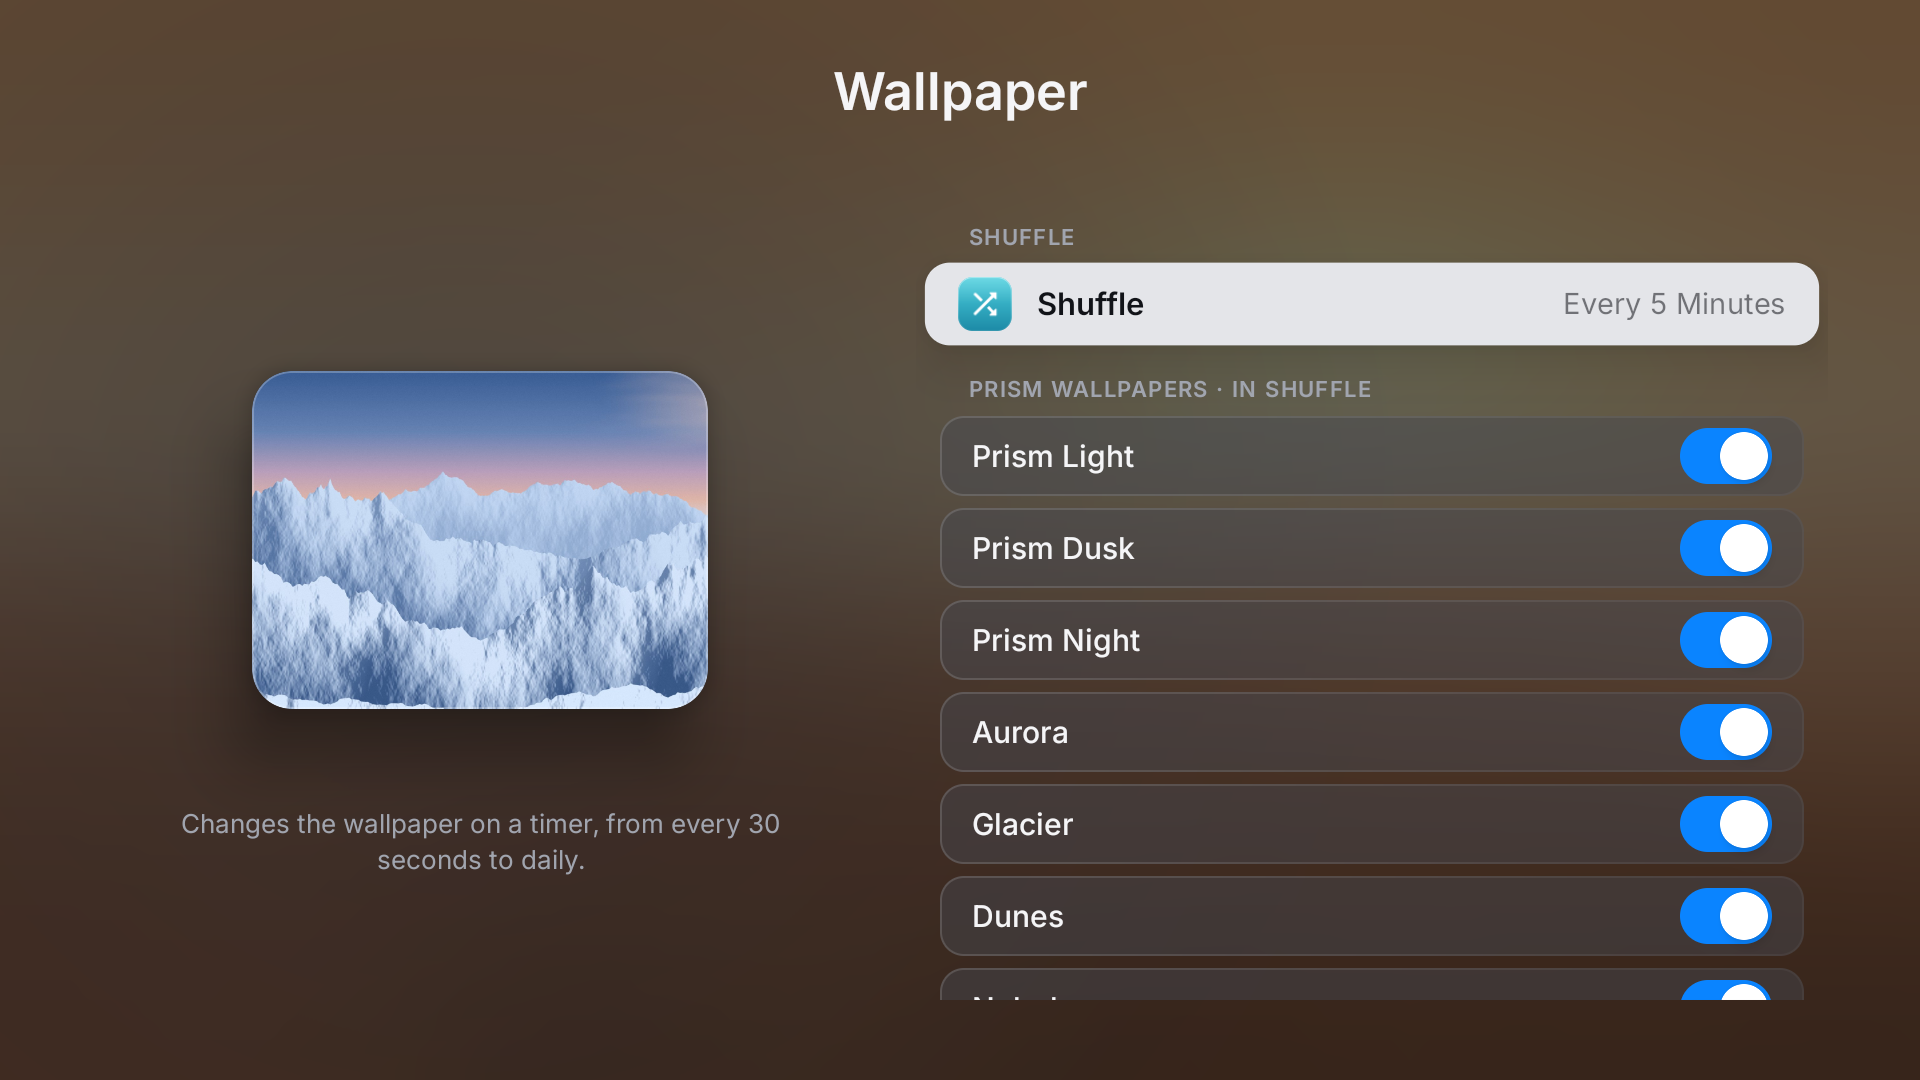 Wallpaper
SHUFFLE
Shuffle
Every 5 Minutes
PRISM WALLPAPERS · IN SHUFFLE
Prism Light
Prism Dusk
Prism Night
Aurora
Glacier
Dunes
Changes the wallpaper on a timer, from every 30
seconds to daily.